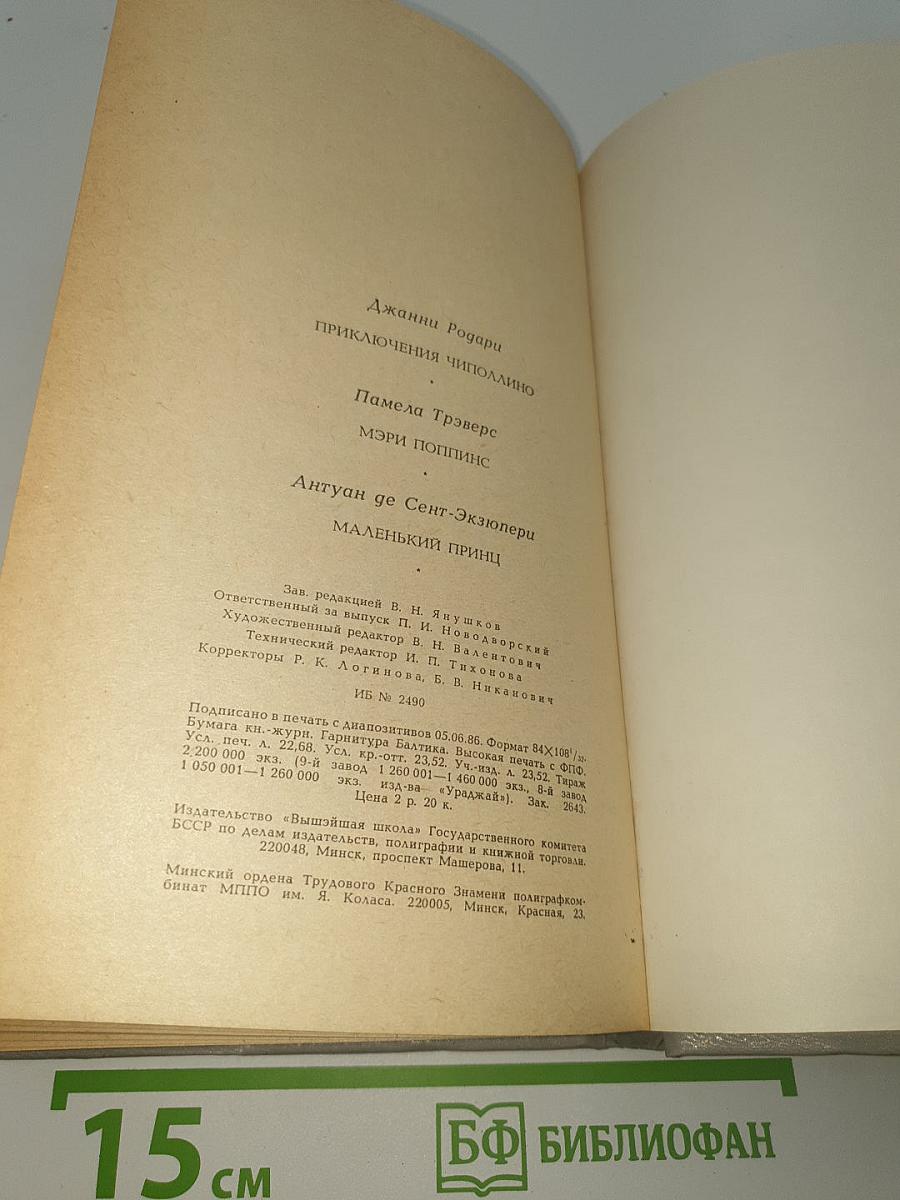 Джанни Родари
ПРИКЛЮЧЕНИЯ ЧИПОЛЛИНО
•
Памела Трэверс
МЭРИ ПОППИНС
•
Антуан де Сент-Экзюпери
МАЛЕНЬКИЙ ПРИНЦ
•
Зав. редакцией В. Н. Янушков
Ответственный за выпуск П. И. Новодворский
Художественный редактор В. Н. Валентович
Технический редактор И. П. Тихонова
Корректоры Р. К. Логинова, Б. В. Никанович
ИБ № 2490
Подписано в печать с диапозитивов 05.06.86. Формат 84×108¹/₃₂.
Бумага кн.-журн. Гарнитура Балтика. Высокая печать с ФПФ.
Усл. печ. л. 22,68. Усл. кр.-отт. 23,52. Уч.-изд. л. 23,52. Тираж
2 200 000 экз. (9-й завод 1 260 001—1 460 000 экз., 8-й завод
1 050 001—1 260 000 экз. изд-ва «Ураджай»). Зак. 2643.
Цена 2 р. 20 к.
Издательство «Вышэйшая школа» Государственного комитета
БССР по делам издательств, полиграфии и книжной торговли.
220048, Минск, проспект Машерова, 11.
Минский ордена Трудового Красного Знамени полиграфком-
бинат МППО им. Я. Коласа. 220005, Минск, Красная, 23.
15 см
БФ БИБЛИОФАН